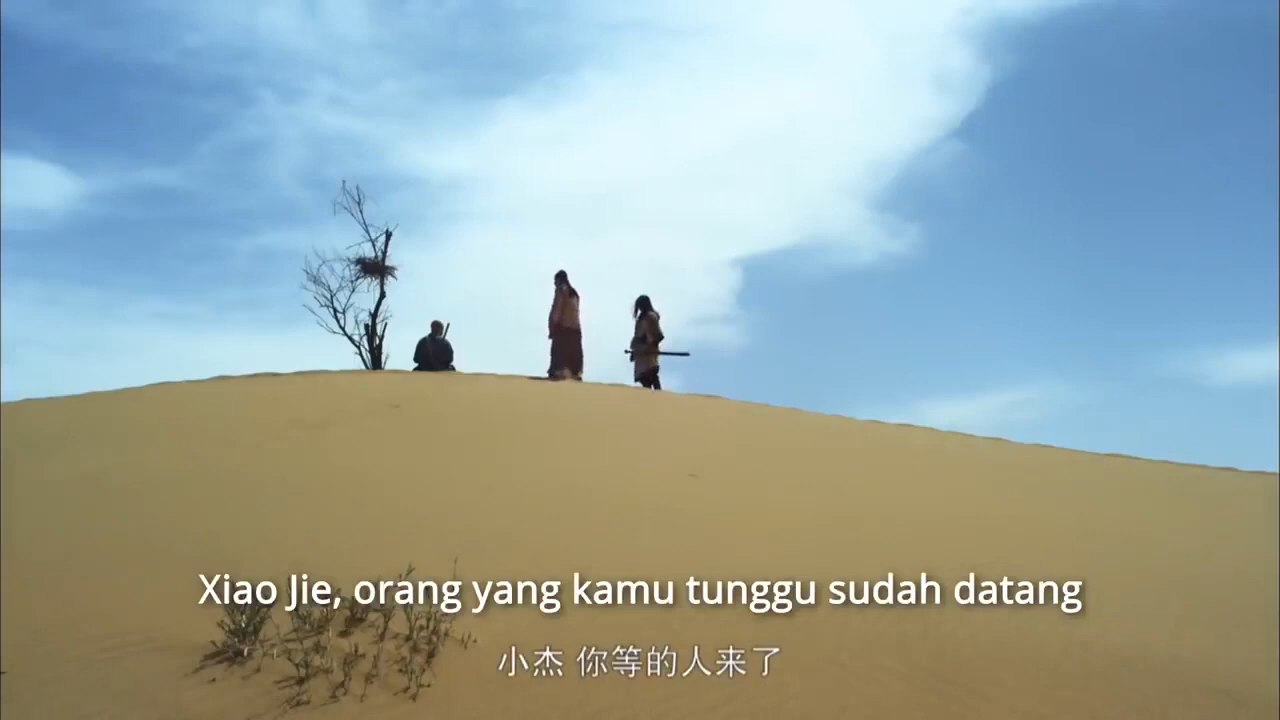 Xiao Jie, orang yang kamu tunggu sudah datang
小杰 你等的人来了